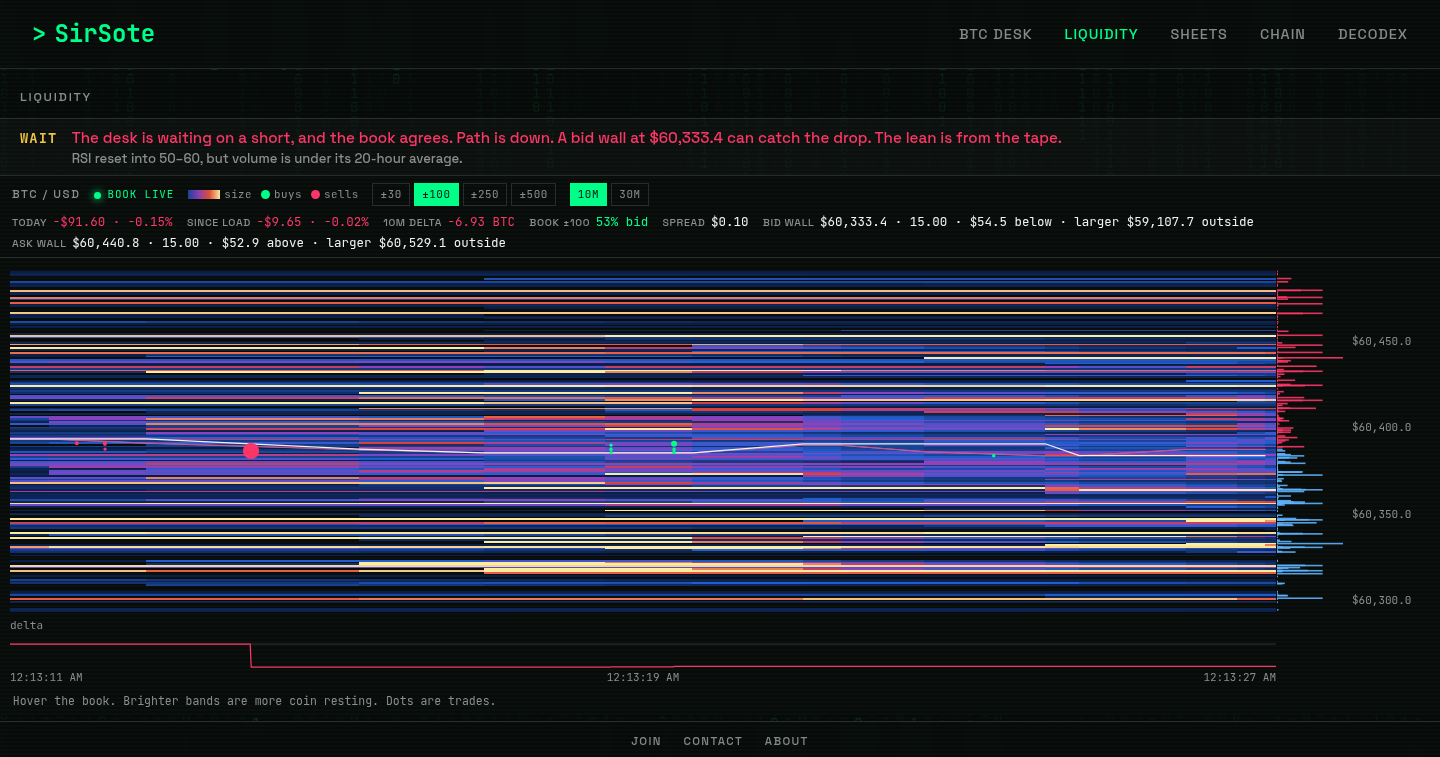 > SirSote
BTC DESK LIQUIDITY SHEETS CHAIN DECODEX
LIQUIDITY
WAIT The desk is waiting on a short, and the book agrees. Path is down. A bid wall at $60,333.4 can catch the drop. The lean is from the tape.
RSI reset into 50–60, but volume is under its 20-hour average.
BTC / USD BOOK LIVE size buys sells ±30 ±100 ±250 ±500 10M 30M
TODAY -$91.60 · -0.15% SINCE LOAD -$9.65 · -0.02% 10M DELTA -6.93 BTC BOOK ±100 53% bid SPREAD $0.10 BID WALL $60,333.4 · 15.00 · $54.5 below · larger $59,107.7 outside
ASK WALL $60,440.8 · 15.00 · $52.9 above · larger $60,529.1 outside
$60,450.0
$60,400.0
$60,350.0
$60,300.0
delta
12:13:11 AM 12:13:19 AM 12:13:27 AM
Hover the book. Brighter bands are more coin resting. Dots are trades.
JOIN CONTACT ABOUT